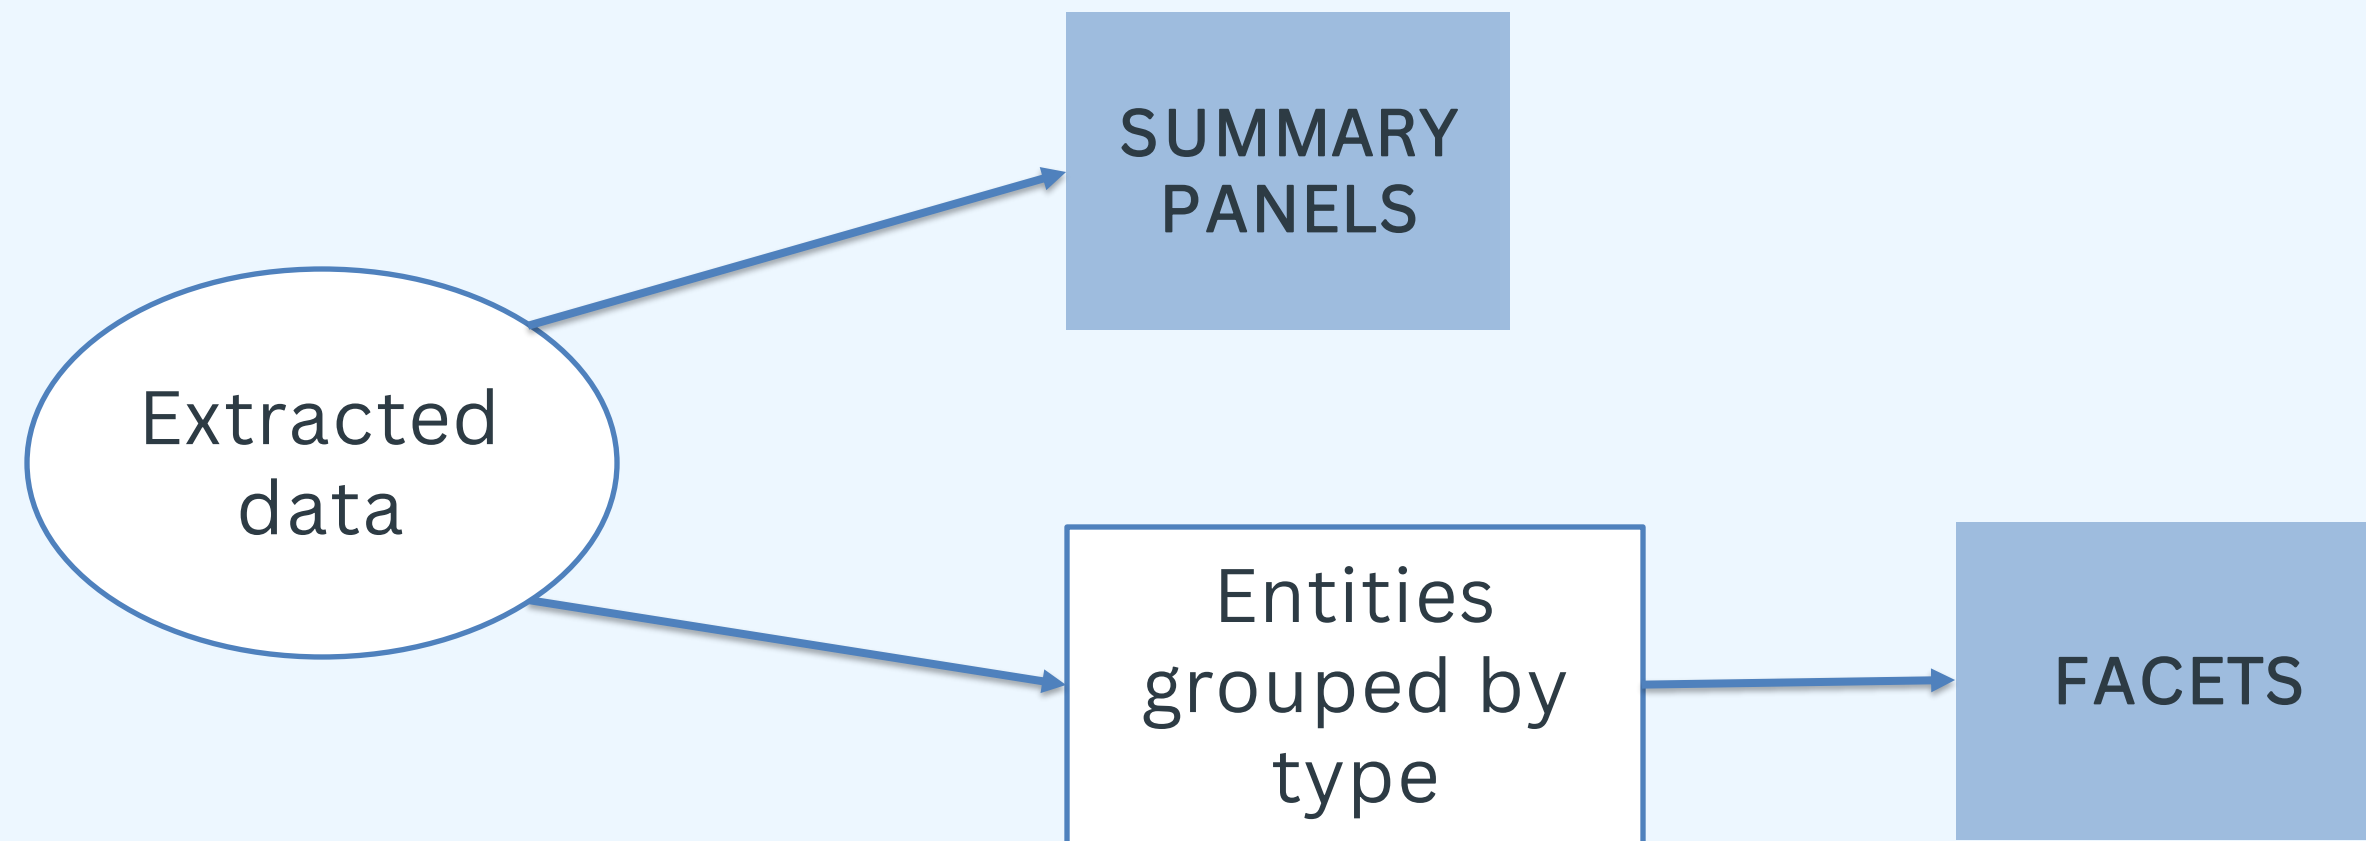 SUMMARY
PANELS
Extracted
data
Entities
grouped by
type
FACETS